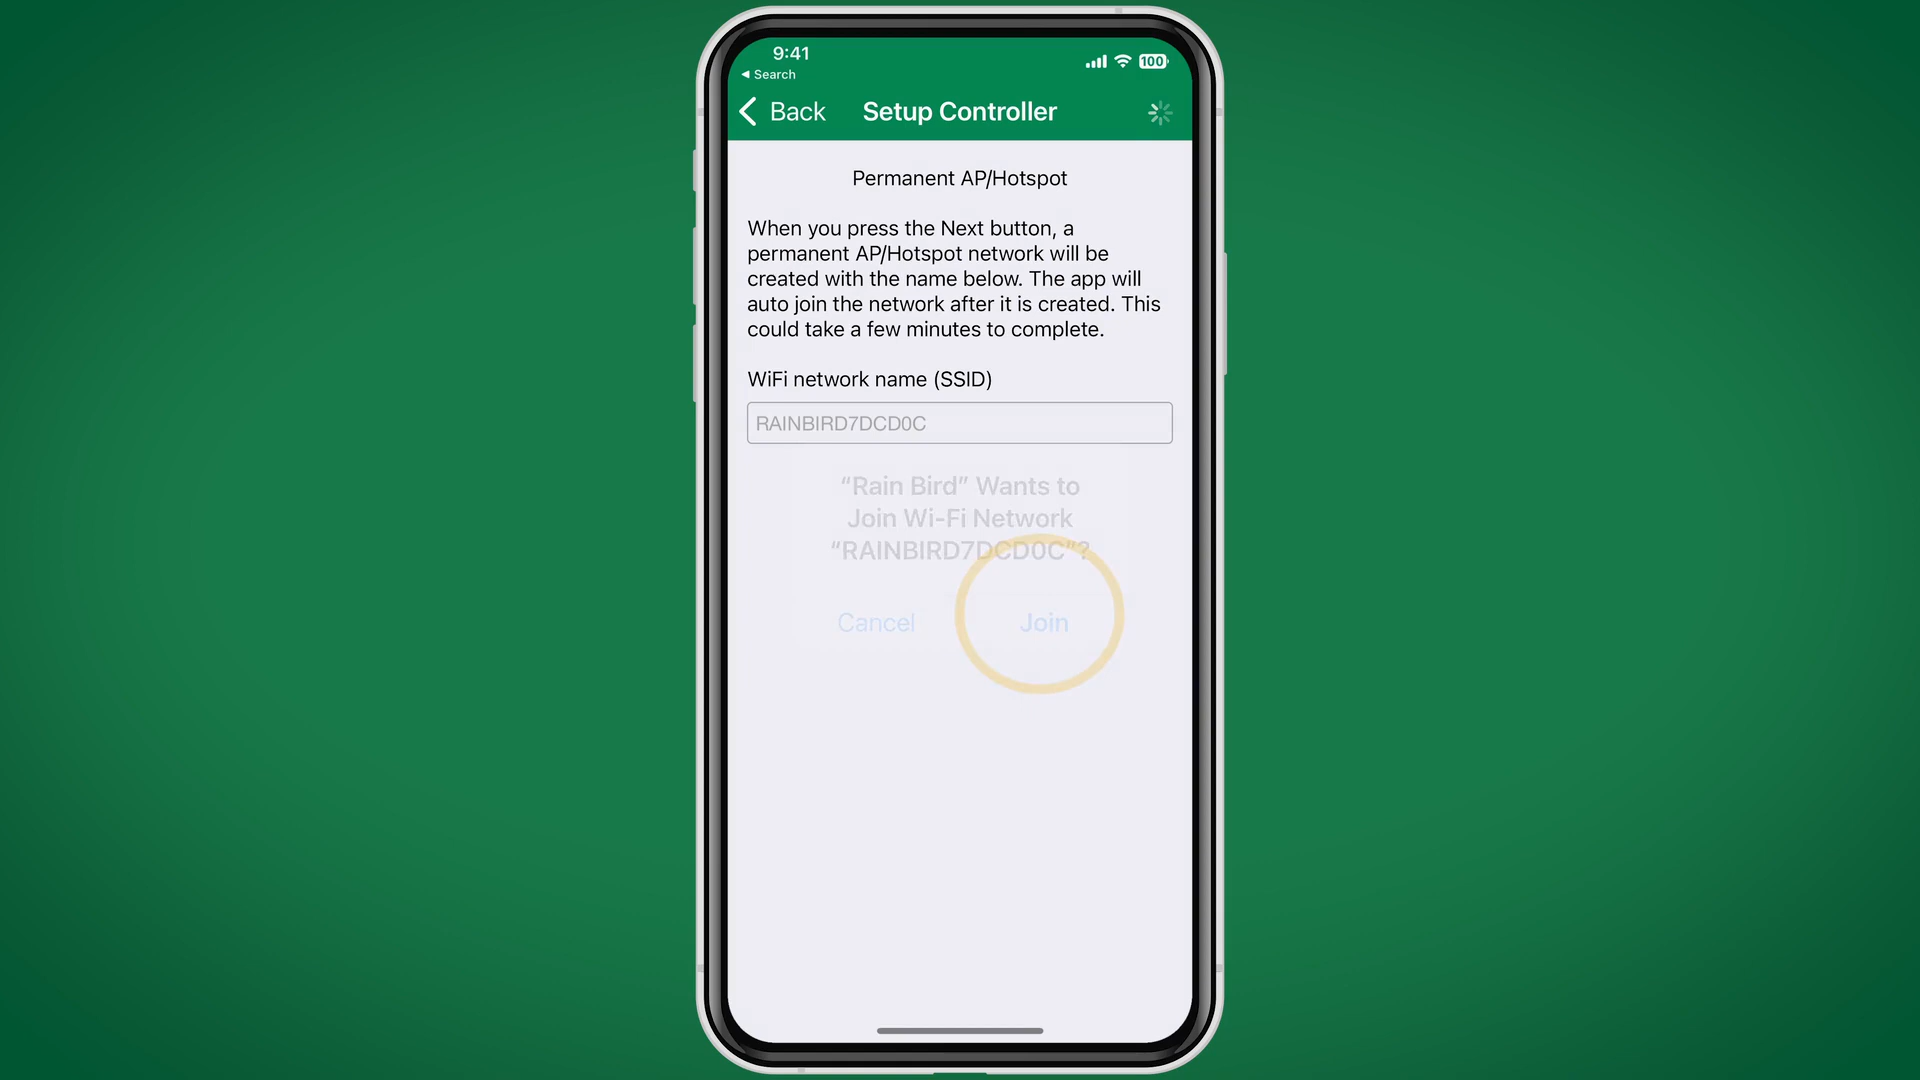 9:41
100
◀ Search
Back
Setup Controller
Permanent AP/Hotspot
When you press the Next button, a
permanent AP/Hotspot network will be
created with the name below. The app will
auto join the network after it is created. This
could take a few minutes to complete.
WiFi network name (SSID)
RAINBIRD7DCD0C
“Rain Bird” Wants to
Join Wi-Fi Network
“RAINBIRD7DCD0C”?
Cancel
Join